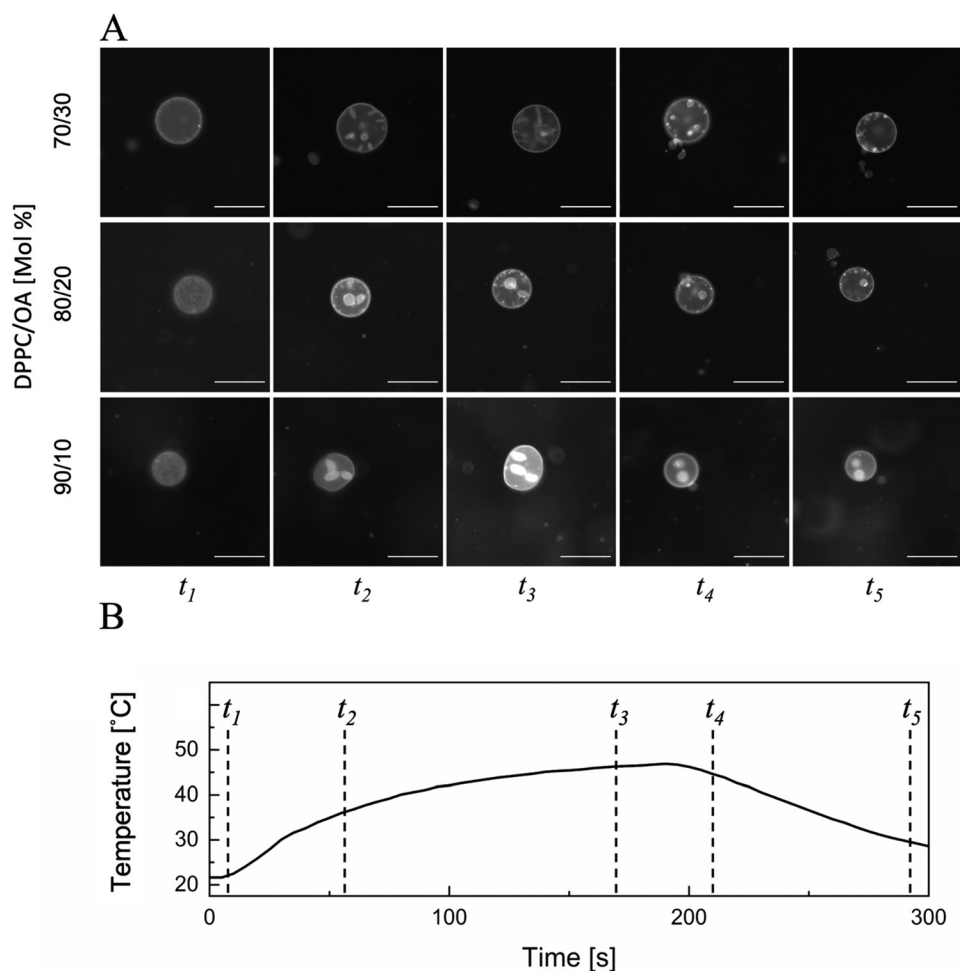 A
DPPC/OA [Mol %]
70/30
80/20
90/10
t1 t2 t3 t4 t5
B
Temperature [°C]
t1 t2 t3 t4 t5
50
40
30
20
0 100 200 300
Time [s]